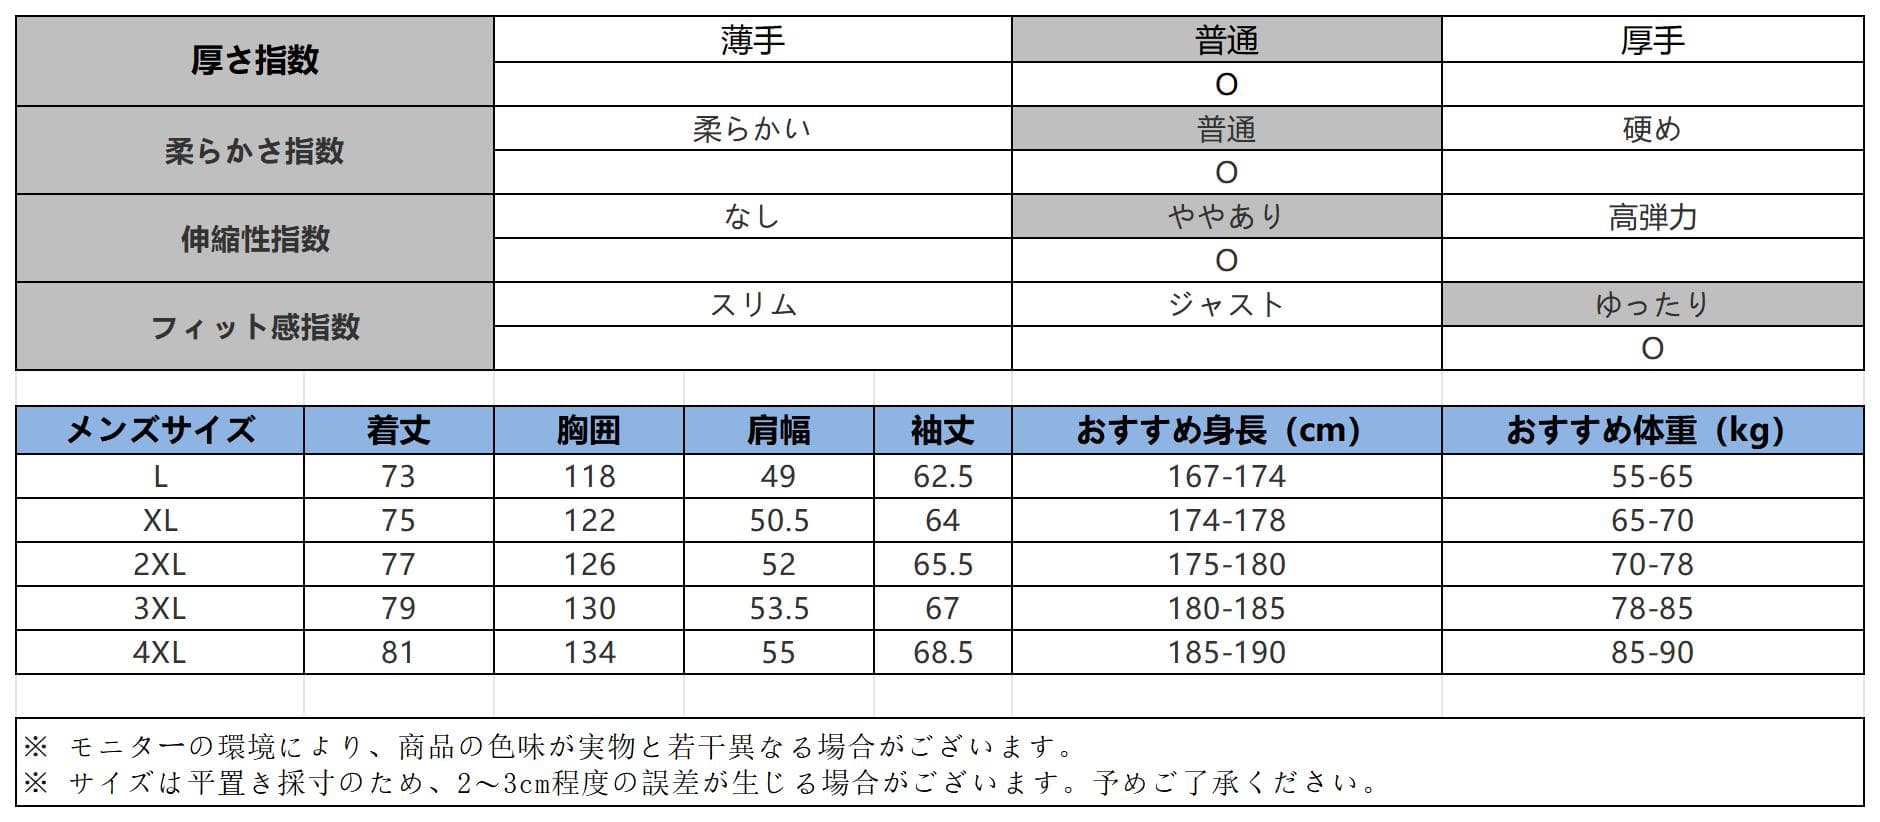 厚さ指数 薄手 普通 厚手
O
柔らかさ指数 柔らかい 普通 硬め
O
伸縮性指数 なし ややあり 高弾力
O
フィット感指数 スリム ジャスト ゆったり
O
メンズサイズ 着丈 胸囲 肩幅 袖丈 おすすめ身長（cm） おすすめ体重（kg）
L 73 118 49 62.5 167-174 55-65
XL 75 122 50.5 64 174-178 65-70
2XL 77 126 52 65.5 175-180 70-78
3XL 79 130 53.5 67 180-185 78-85
4XL 81 134 55 68.5 185-190 85-90
※ モニターの環境により、商品の色味が実物と若干異なる場合がございます。
※ サイズは平置き採寸のため、2～3cm程度の誤差が生じる場合がございます。予めご了承ください。